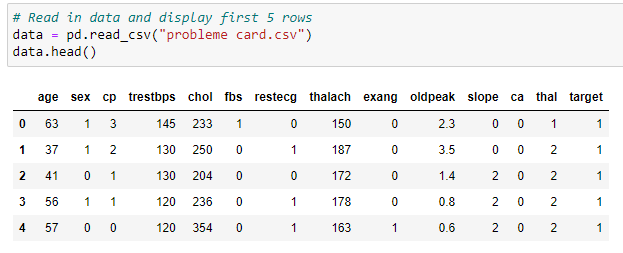 # Read in data and display first 5 rows
data = pd.read_csv("probleme card.csv")
data.head()
age sex cp trestbps chol fbs restecg thalach exang oldpeak slope ca thal target
0 63 1 3 145 233 1 0 150 0 2.3 0 0 1 1
1 37 1 2 130 250 0 1 187 0 3.5 0 0 2 1
2 41 0 1 130 204 0 0 172 0 1.4 2 0 2 1
3 56 1 1 120 236 0 1 178 0 0.8 2 0 2 1
4 57 0 0 120 354 0 1 163 1 0.6 2 0 2 1